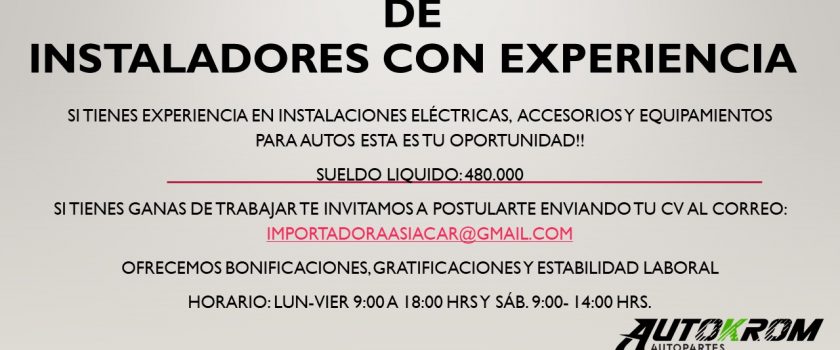 DE
INSTALADORES CON EXPERIENCIA
SI TIENES EXPERIENCIA EN INSTALACIONES ELÉCTRICAS, ACCESORIOS Y EQUIPAMIENTOS
PARA AUTOS ESTA ES TU OPORTUNIDAD!!
SUELDO LIQUIDO: 480.000
SI TIENES GANAS DE TRABAJAR TE INVITAMOS A POSTULARTE ENVIANDO TU CV AL CORREO:
IMPORTADORAASIACAR@GMAIL.COM
OFRECEMOS BONIFICACIONES, GRATIFICACIONES Y ESTABILIDAD LABORAL
HORARIO: LUN-VIER 9:00 A 18:00 HRS Y SÁB. 9:00- 14:00 HRS.
AUTOKROM
AUTOPARTES